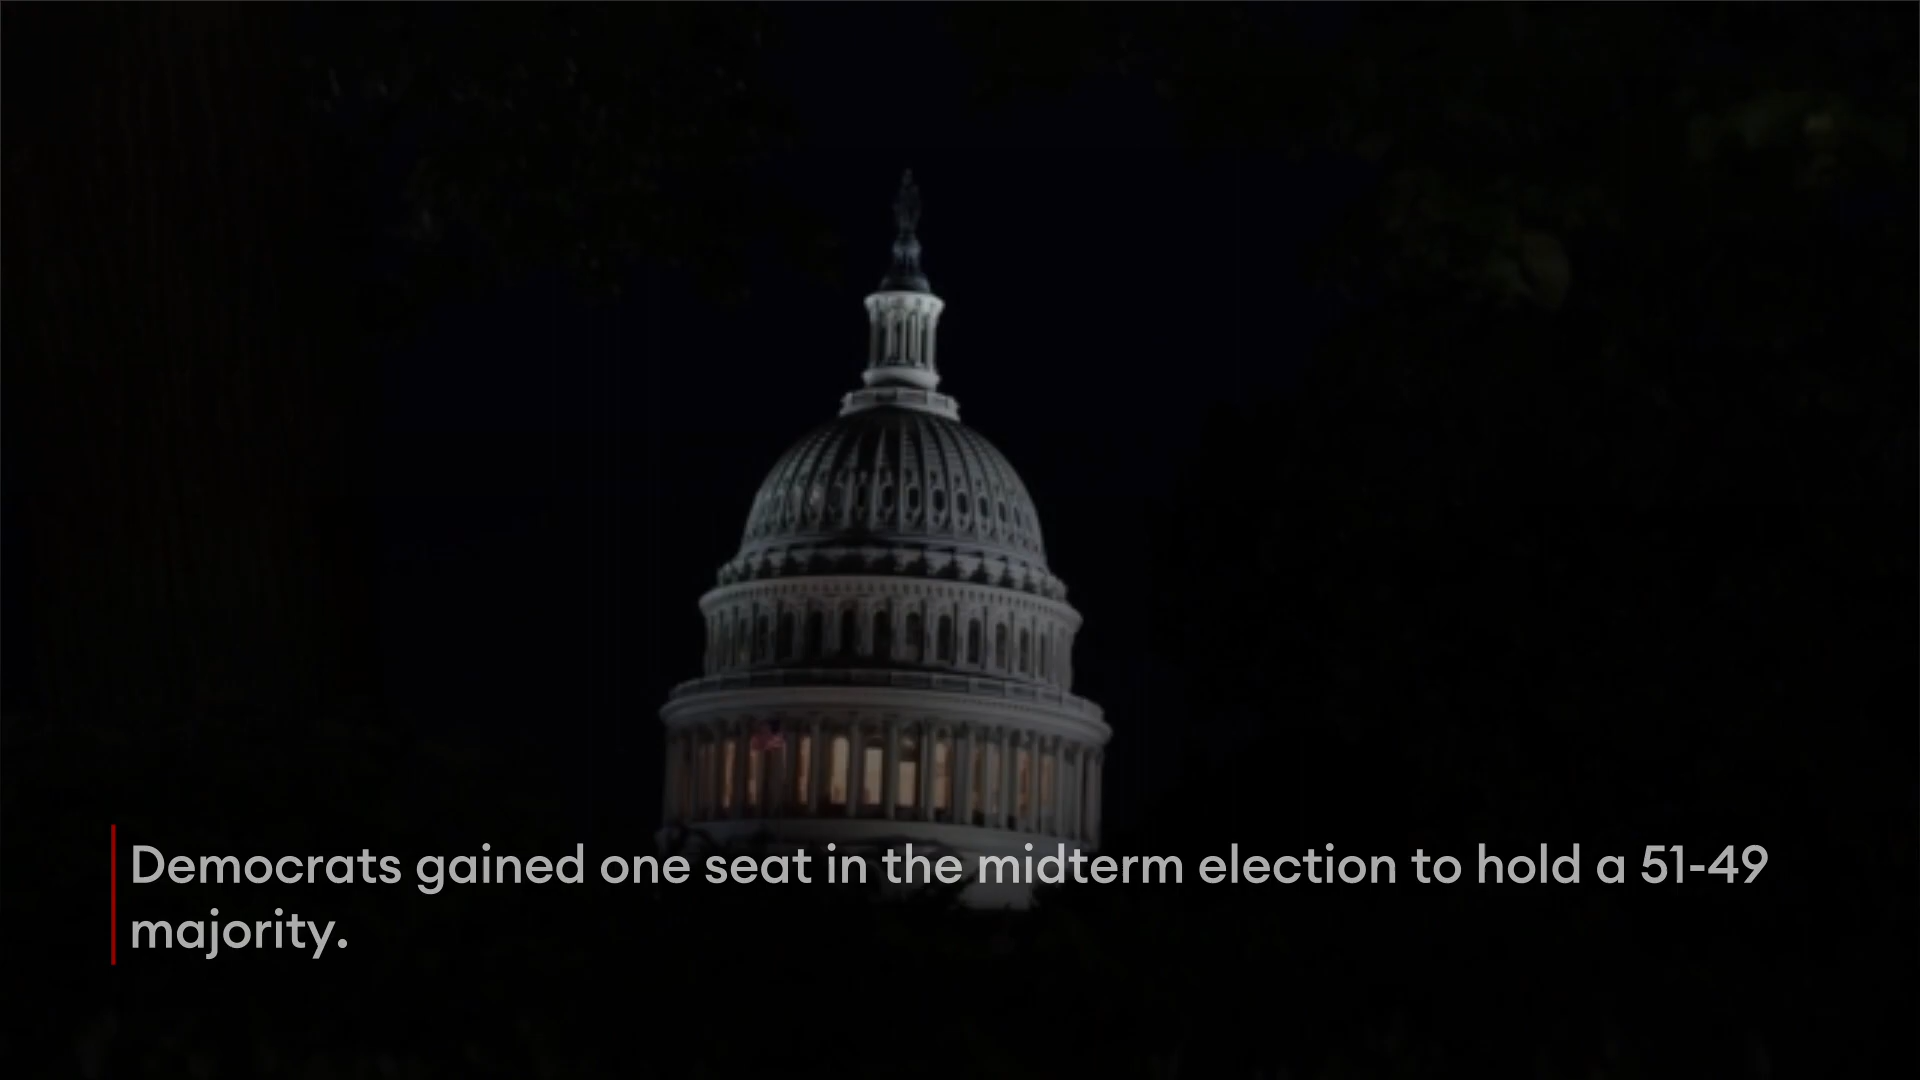 Democrats gained one seat in the midterm election to hold a 51-49
majority.